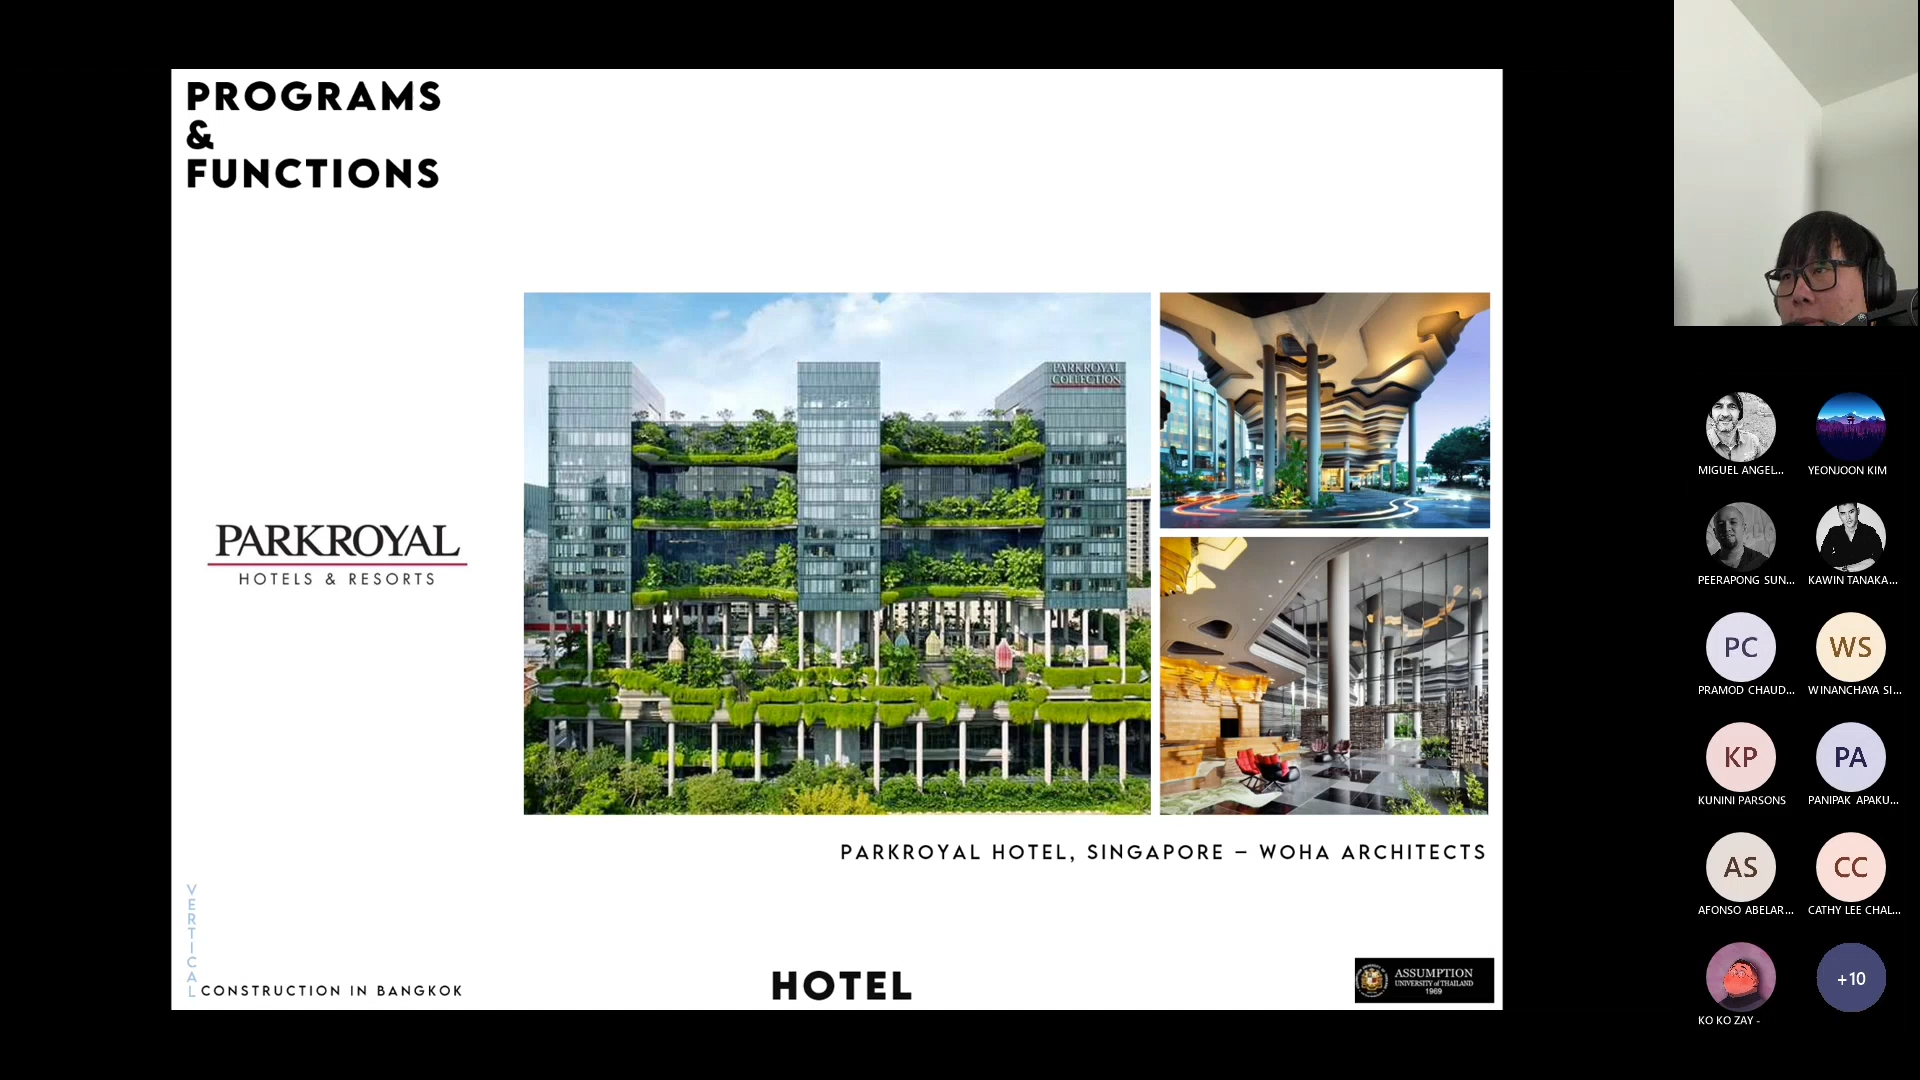 PROGRAMS
&
FUNCTIONS
PARKROYAL
COLLECTION
PARKROYAL
HOTELS & RESORTS
PARKROYAL HOTEL, SINGAPORE – WOHA ARCHITECTS
VERTICAL
CONSTRUCTION IN BANGKOK
HOTEL
ASSUMPTION
UNIVERSITY of THAILAND
1969
MIGUEL ANGEL...
YEONJOON KIM
PEERAPONG SUN...
KAWIN TANAKA...
PC
WS
PRAMOD CHAUD...
WINANCHAYA SI...
KP
PA
KUNINI PARSONS
PANIPAK APAKU...
AS
CC
AFONSO ABELAR...
CATHY LEE CHAL...
+10
KO KO ZAY -